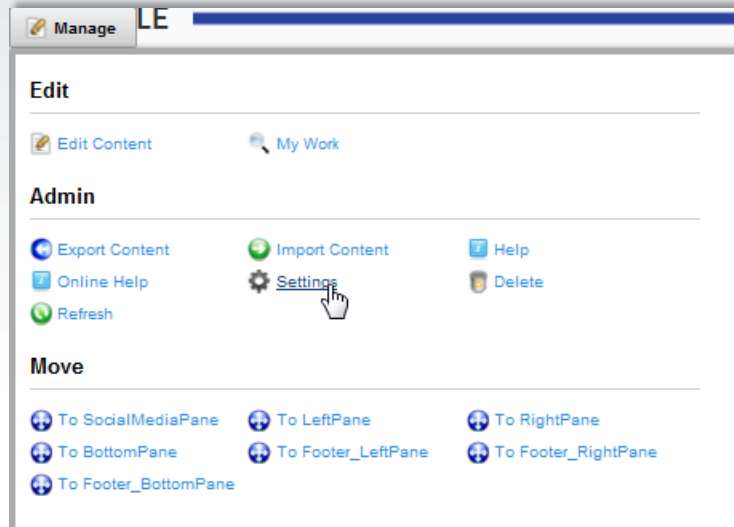 Manage LE
Edit
Edit Content My Work
Admin
Export Content Import Content Help
Online Help Settings Delete
Refresh
Move
To SocialMediaPane To LeftPane To RightPane
To BottomPane To Footer_LeftPane To Footer_RightPane
To Footer_BottomPane